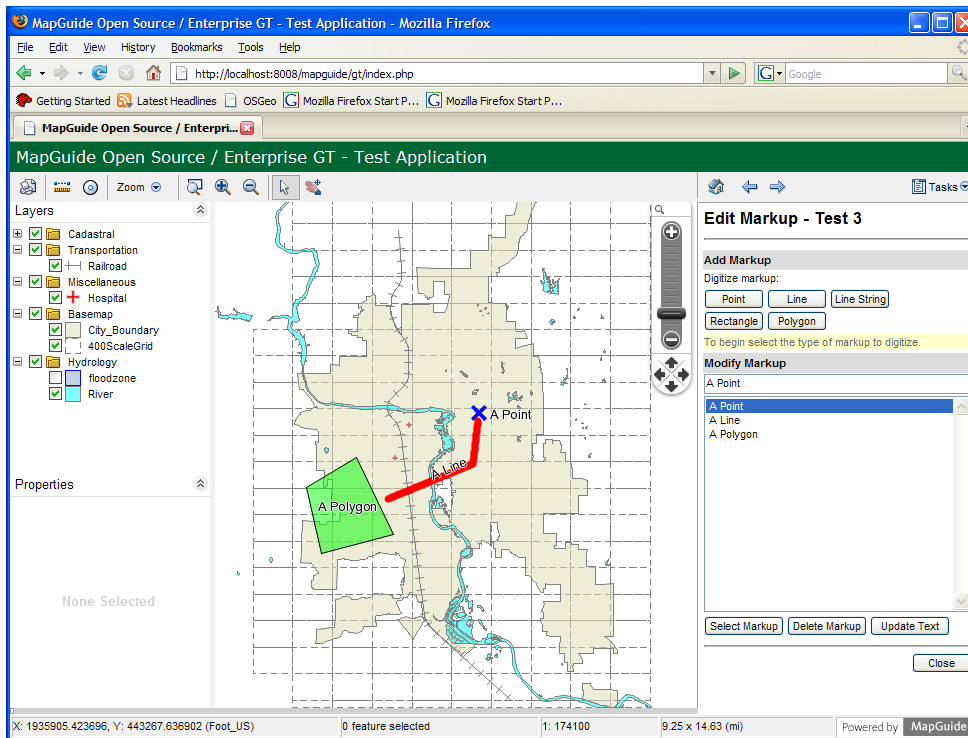 MapGuide Open Source / Enterprise GT - Test Application - Mozilla Firefox
File Edit View History Bookmarks Tools Help
http://localhost:8008/mapguide/gt/index.php
G Google
Getting Started Latest Headlines OSGeo G Mozilla Firefox Start P... G Mozilla Firefox Start P...
MapGuide Open Source / Enterpri...
MapGuide Open Source / Enterprise GT - Test Application
Zoom
Tasks
Layers
Cadastral
Transportation
Railroad
Miscellaneous
Hospital
Basemap
City_Boundary
400ScaleGrid
Hydrology
floodzone
River
Properties
None Selected
A Point
A Line
A Polygon
Edit Markup - Test 3
Add Markup
Digitize markup:
Point Line Line String
Rectangle Polygon
To begin select the type of markup to digitize.
Modify Markup
A Point
A Point
A Line
A Polygon
Select Markup Delete Markup Update Text
Close
X: 1935905.423696, Y: 443267.636902 (Foot_US)
0 feature selected
1: 174100
9.25 x 14.63 (mi)
Powered by MapGuide